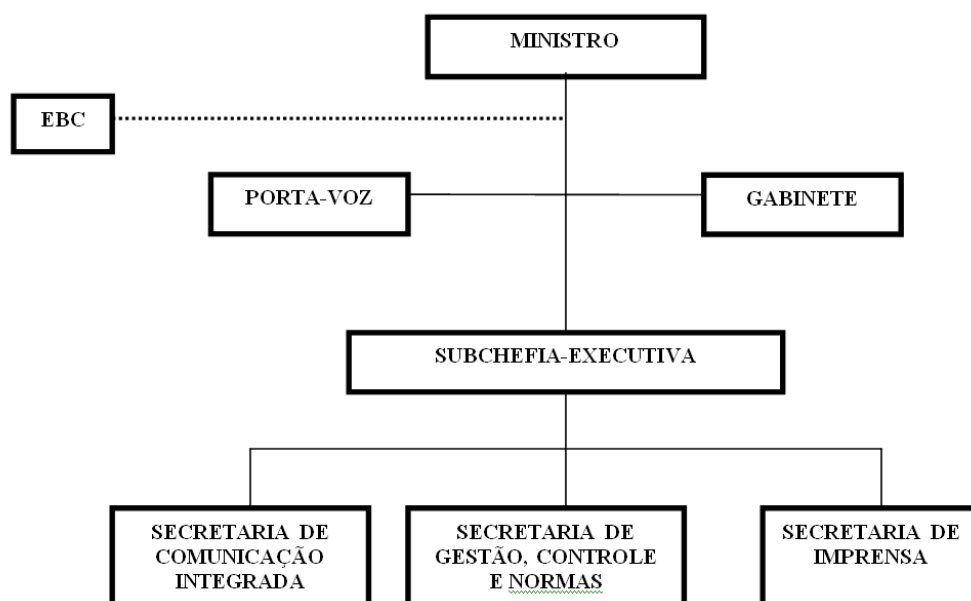 MINISTRO
EBC
PORTA-VOZ
GABINETE
SUBCHEFIA-EXECUTIVA
SECRETARIA DE
COMUNICAÇÃO
INTEGRADA
SECRETARIA DE
GESTÃO, CONTROLE
E NORMAS
SECRETARIA DE
IMPRENSA